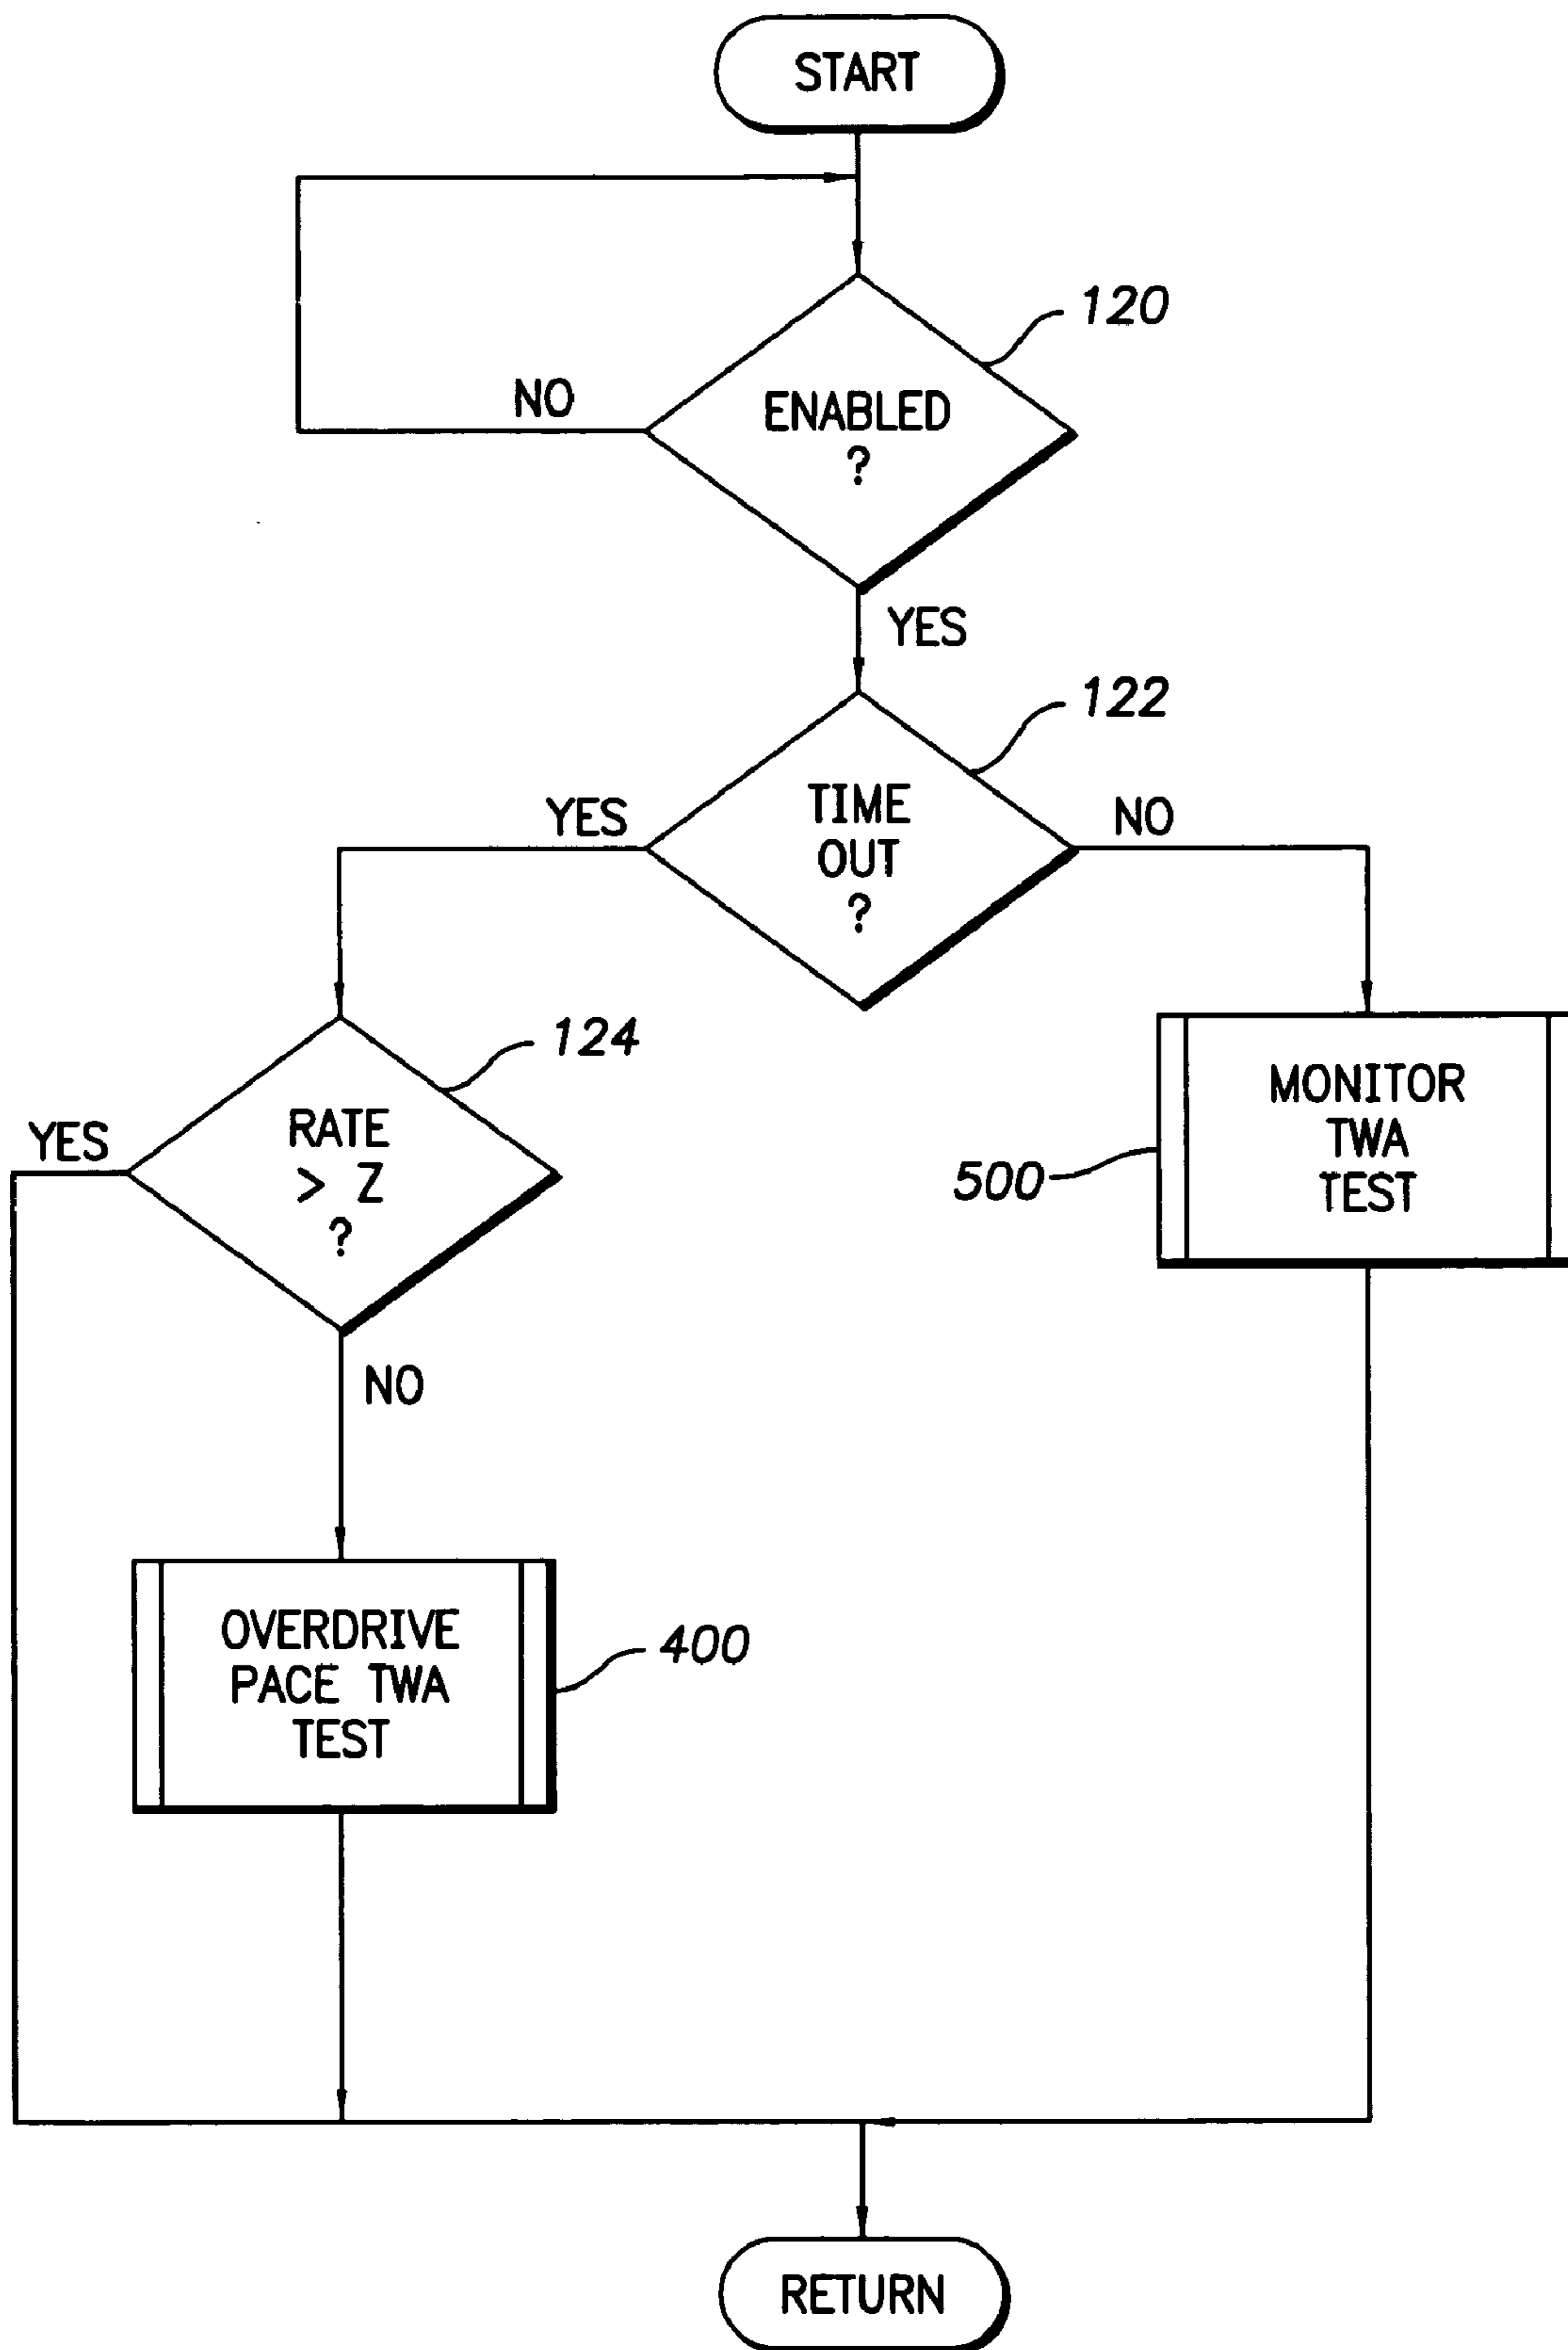 START
120
NO
ENABLED
?
YES
122
YES
TIME
OUT
?
NO
124
YES
RATE
> Z
?
NO
MONITOR
TWA
TEST
500
OVERDRIVE
PACE TWA
TEST
400
RETURN